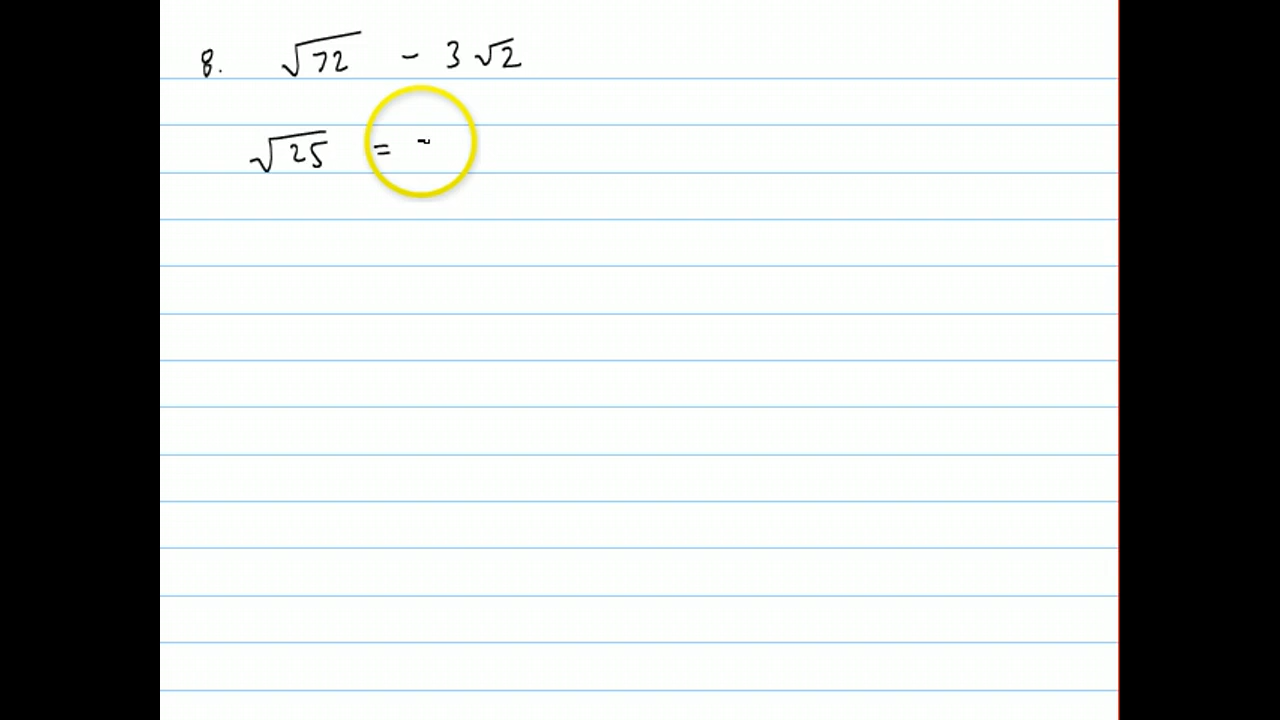 8. √72 - 3√2
√25 =